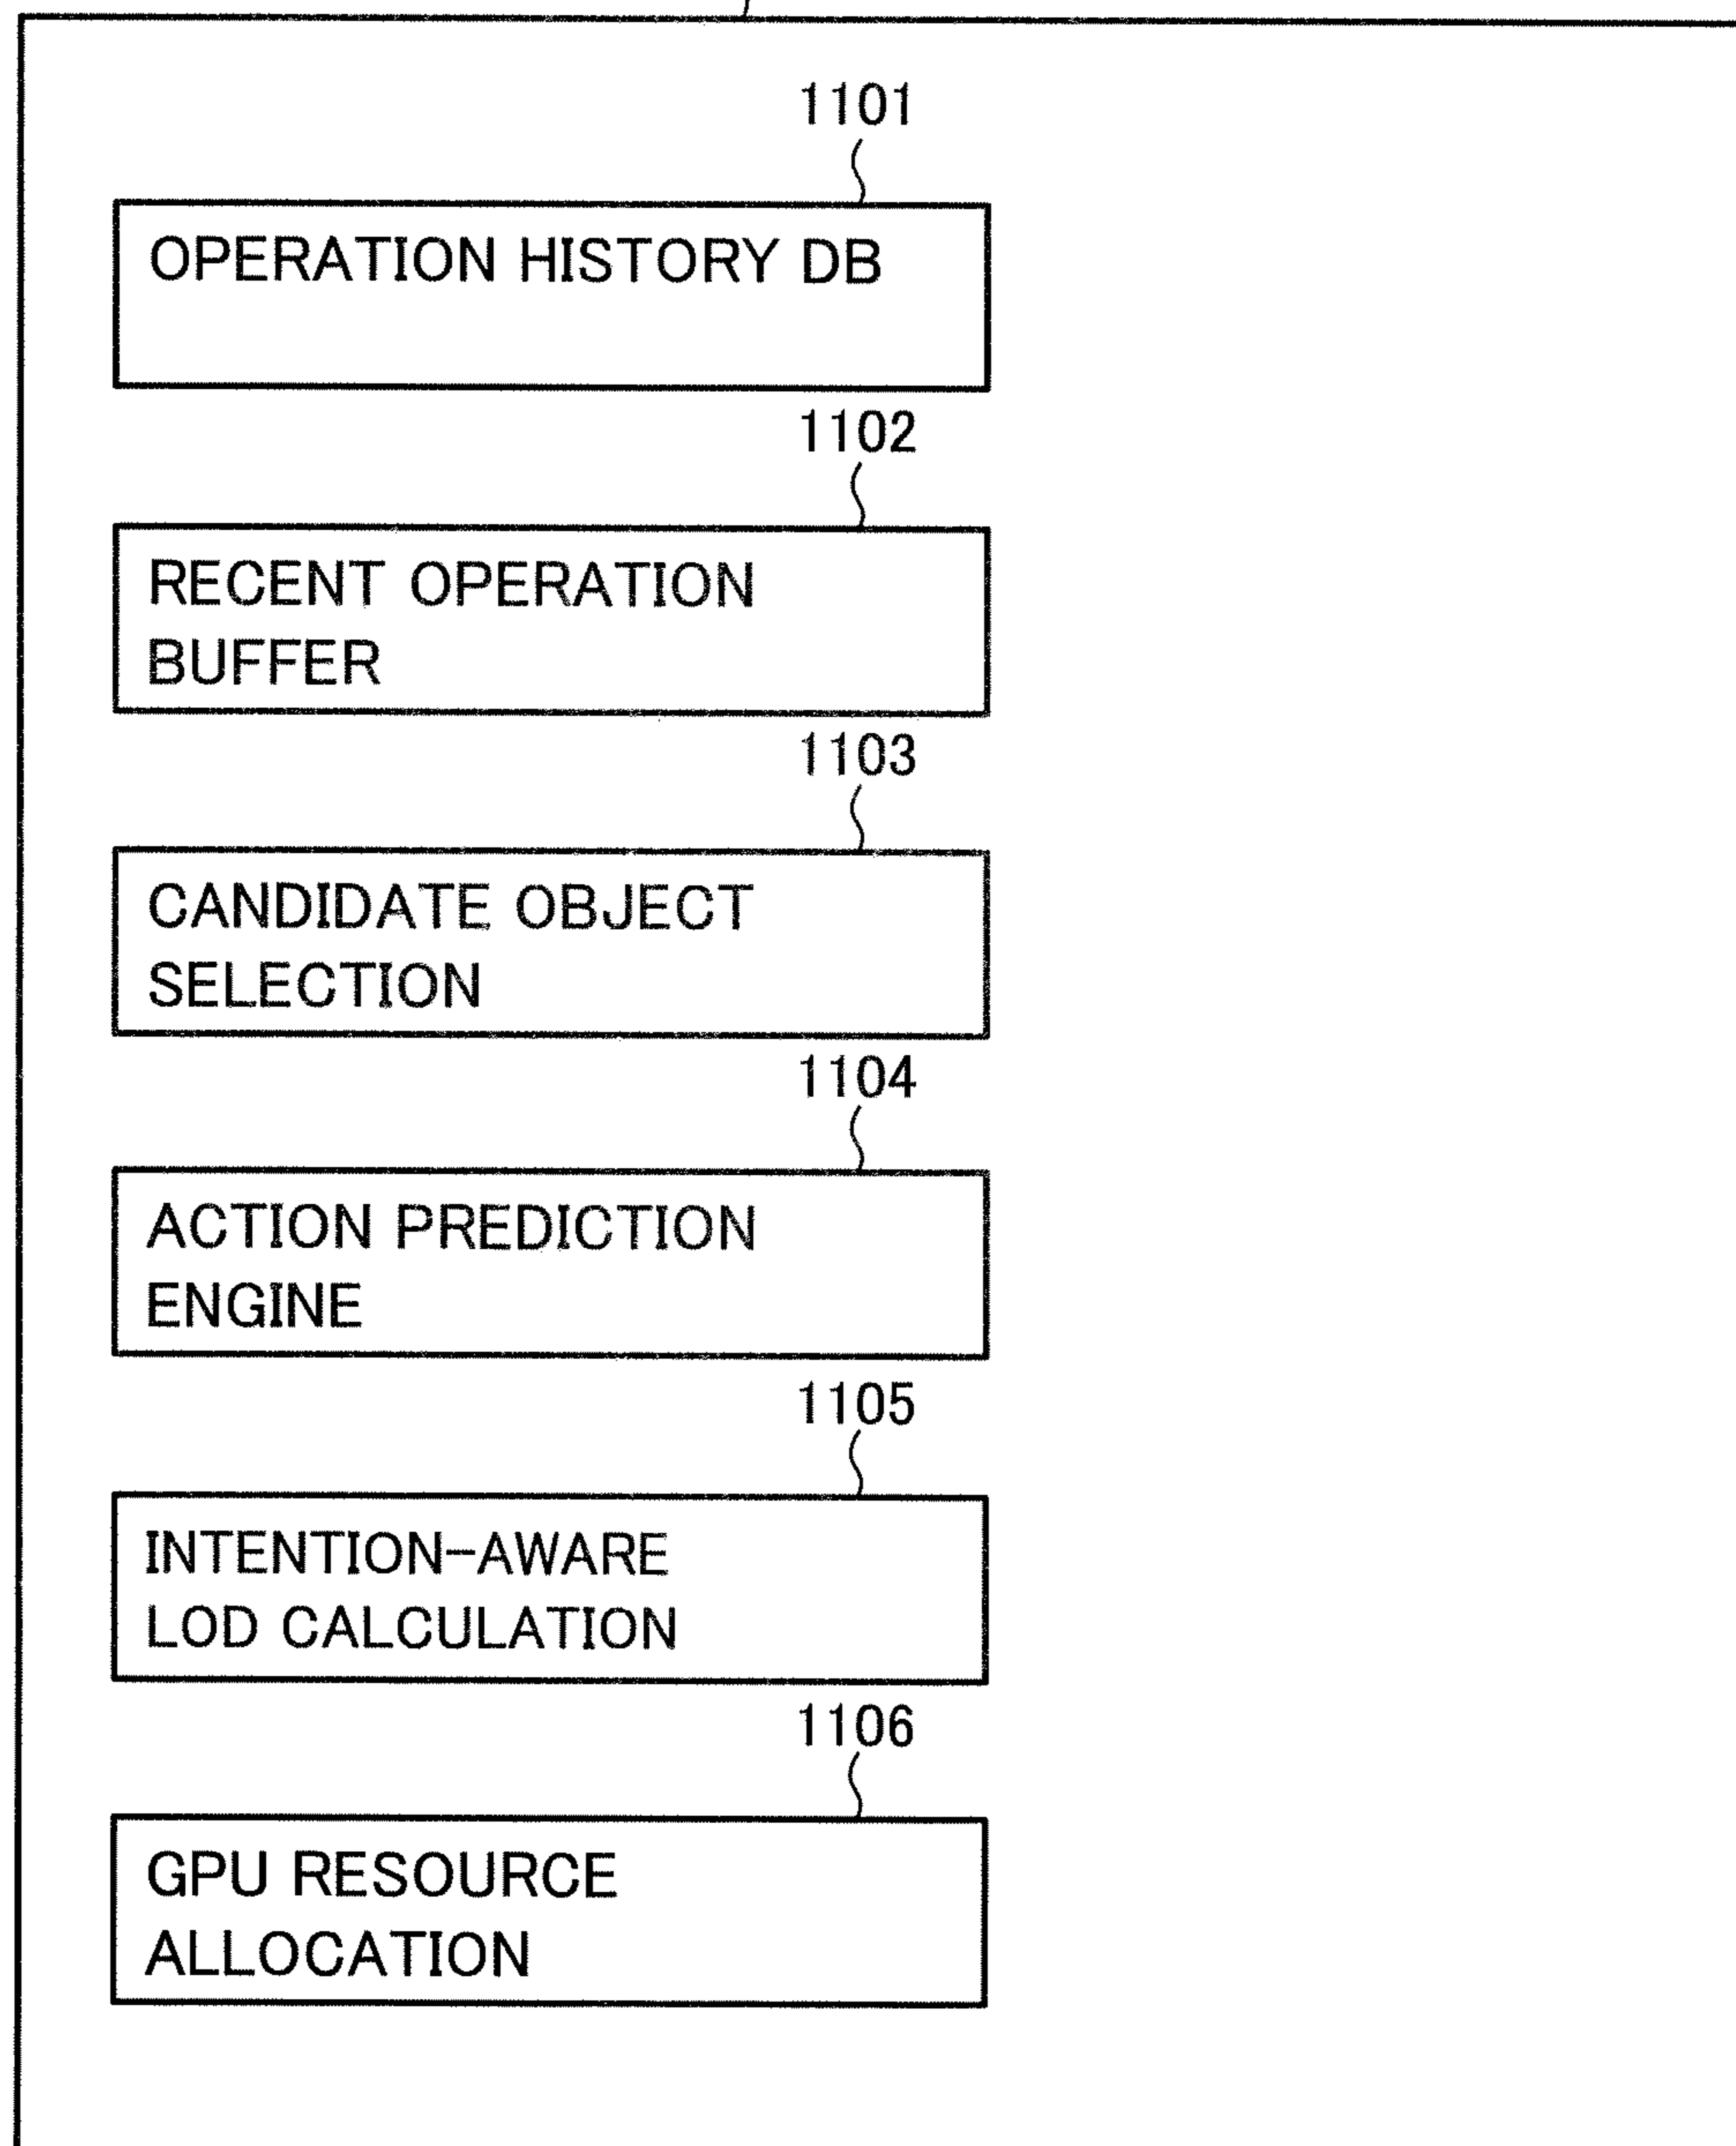 1101
OPERATION HISTORY DB
1102
RECENT OPERATION
BUFFER
1103
CANDIDATE OBJECT
SELECTION
1104
ACTION PREDICTION
ENGINE
1105
INTENTION-AWARE
LOD CALCULATION
1106
GPU RESOURCE
ALLOCATION